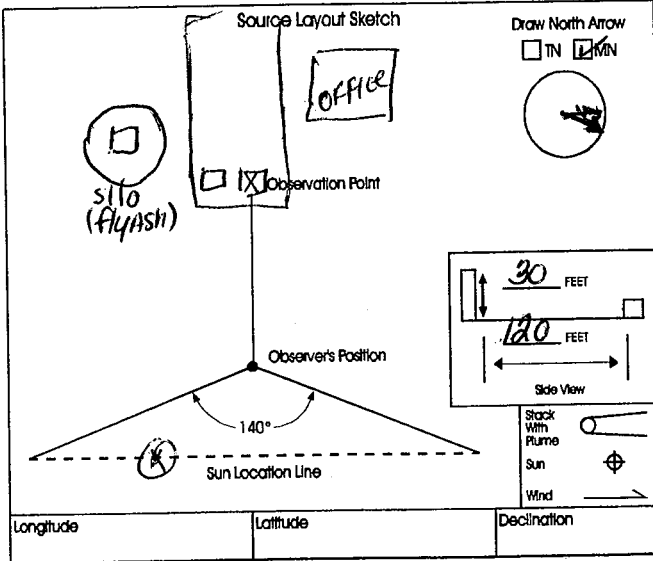 Source Layout Sketch
Draw North Arrow
TN MN
OFFICE
Observation Point
silo
(flyAsh)
30 FEET
120 FEET
Side View
Observer's Position
140°
Sun Location Line
Stack
With
Plume
Sun
Wind
Longitude
Latitude
Declination